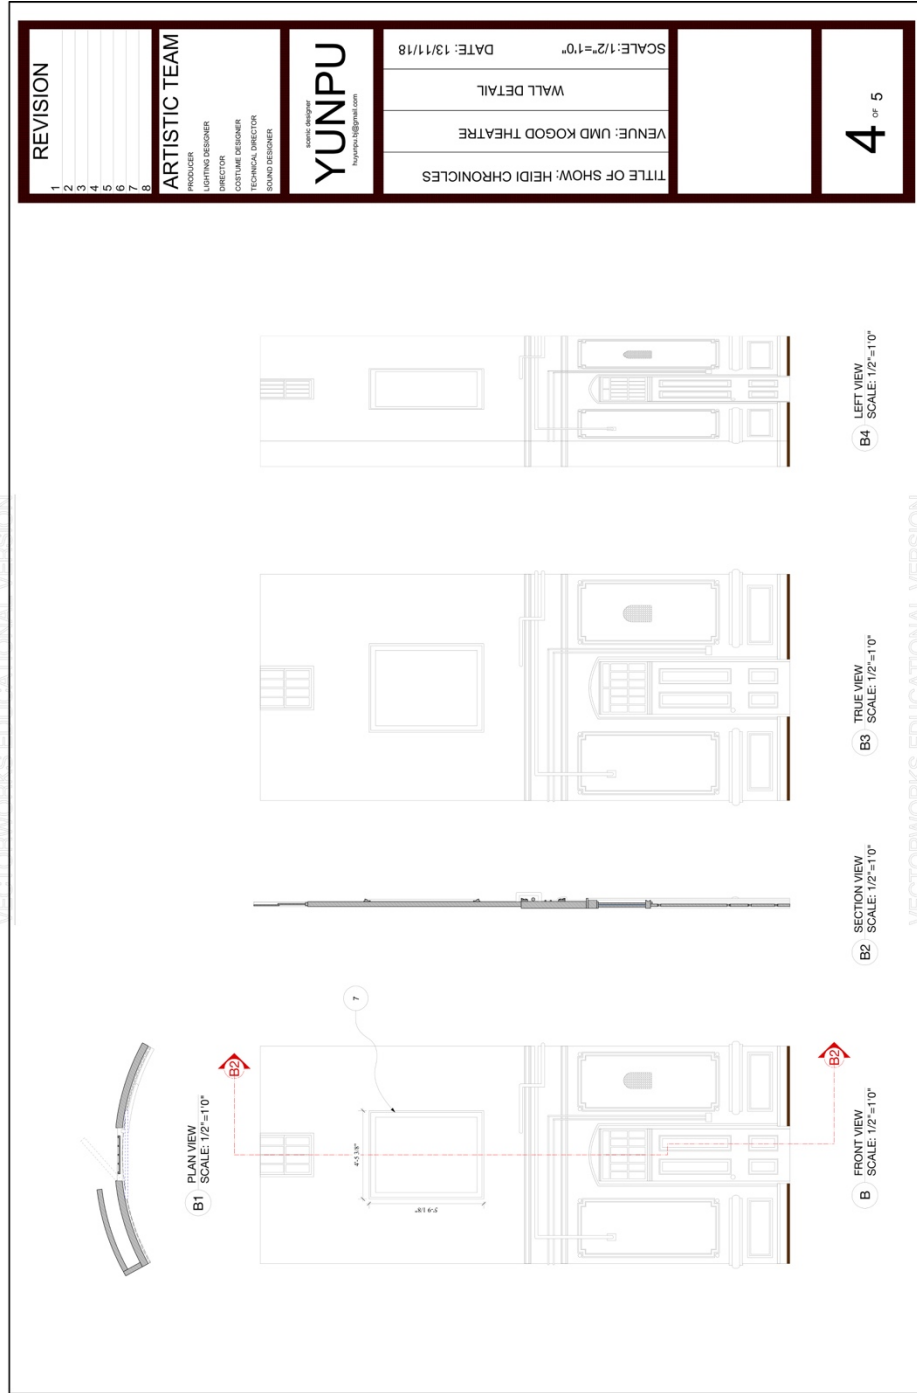 REVISION
1
2
3
4
5
6
7
8
ARTISTIC TEAM
PRODUCER
LIGHTING DESIGNER
DIRECTOR
COSTUME DESIGNER
TECHNICAL DIRECTOR
SOUND DESIGNER
scenic designer
YUNPU
huyunpu.bj@gmail.com
TITLE OF SHOW: HEIDI CHRONICLES
VENUE: UMD KOGOD THEATRE
WALL DETAIL
SCALE:1/2"=1'0"
DATE: 13/11/18
4 OF 5
B1
PLAN VIEW
SCALE: 1/2"=1'0"
B2
7
4'-5 3/8"
5'-9 1/8"
B2
B
FRONT VIEW
SCALE: 1/2"=1'0"
B2
SECTION VIEW
SCALE: 1/2"=1'0"
B3
TRUE VIEW
SCALE: 1/2"=1'0"
B4
LEFT VIEW
SCALE: 1/2"=1'0"
VECTORWORKS EDUCATIONAL VERSION
VECTORWORKS EDUCATIONAL VERSION